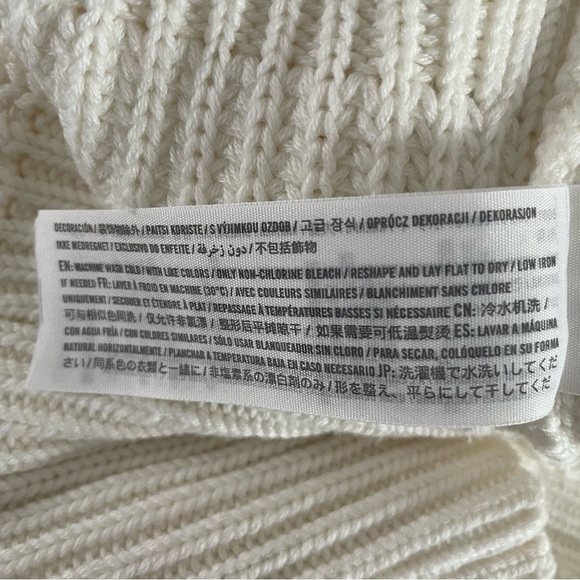 DECORACIÓN / 装饰物除外 / PAITSI KORISTE / S VÝJIMKOU OZDOB / 고급 장식 / OPRÓCZ DEKORACJI / DEKORASJON
IKKE MEDREGNET / EXCLUSIVO DO ENFEITE / دون زخرفة / 不包括飾物
EN: MACHINE WASH COLD / WITH LIKE COLORS / ONLY NON-CHLORINE BLEACH / RESHAPE AND LAY FLAT TO DRY / LOW IRON
IF NEEDED FR: LAVER À FROID EN MACHINE (30°C) / AVEC COULEURS SIMILAIRES / BLANCHIMENT SANS CHLORE
UNIQUEMENT / SECOUER ET ÉTENDRE À PLAT / REPASSAGE À TEMPÉRATURES BASSES SI NÉCESSAIRE CN: 冷水机洗 /
可与相似色同洗 / 仅允许非氯漂 / 整形后平摊晾干 / 如果需要可低温熨烫 ES: LAVAR A MÁQUINA
CON AGUA FRÍA / CON COLORES SIMILARES / SÓLO USAR BLANQUEADOR SIN CLORO / PARA SECAR, COLÓQUELO EN SU FORMA
NATURAL HORIZONTALMENTE / PLANCHAR A TEMPERATURA BAJA EN CASO NECESARIO JP: 洗濯機で水洗いしてくだ
さい / 同系色の衣類と一緒に / 非塩素系の漂白剤のみ / 形を整え、平らにして干してくだ